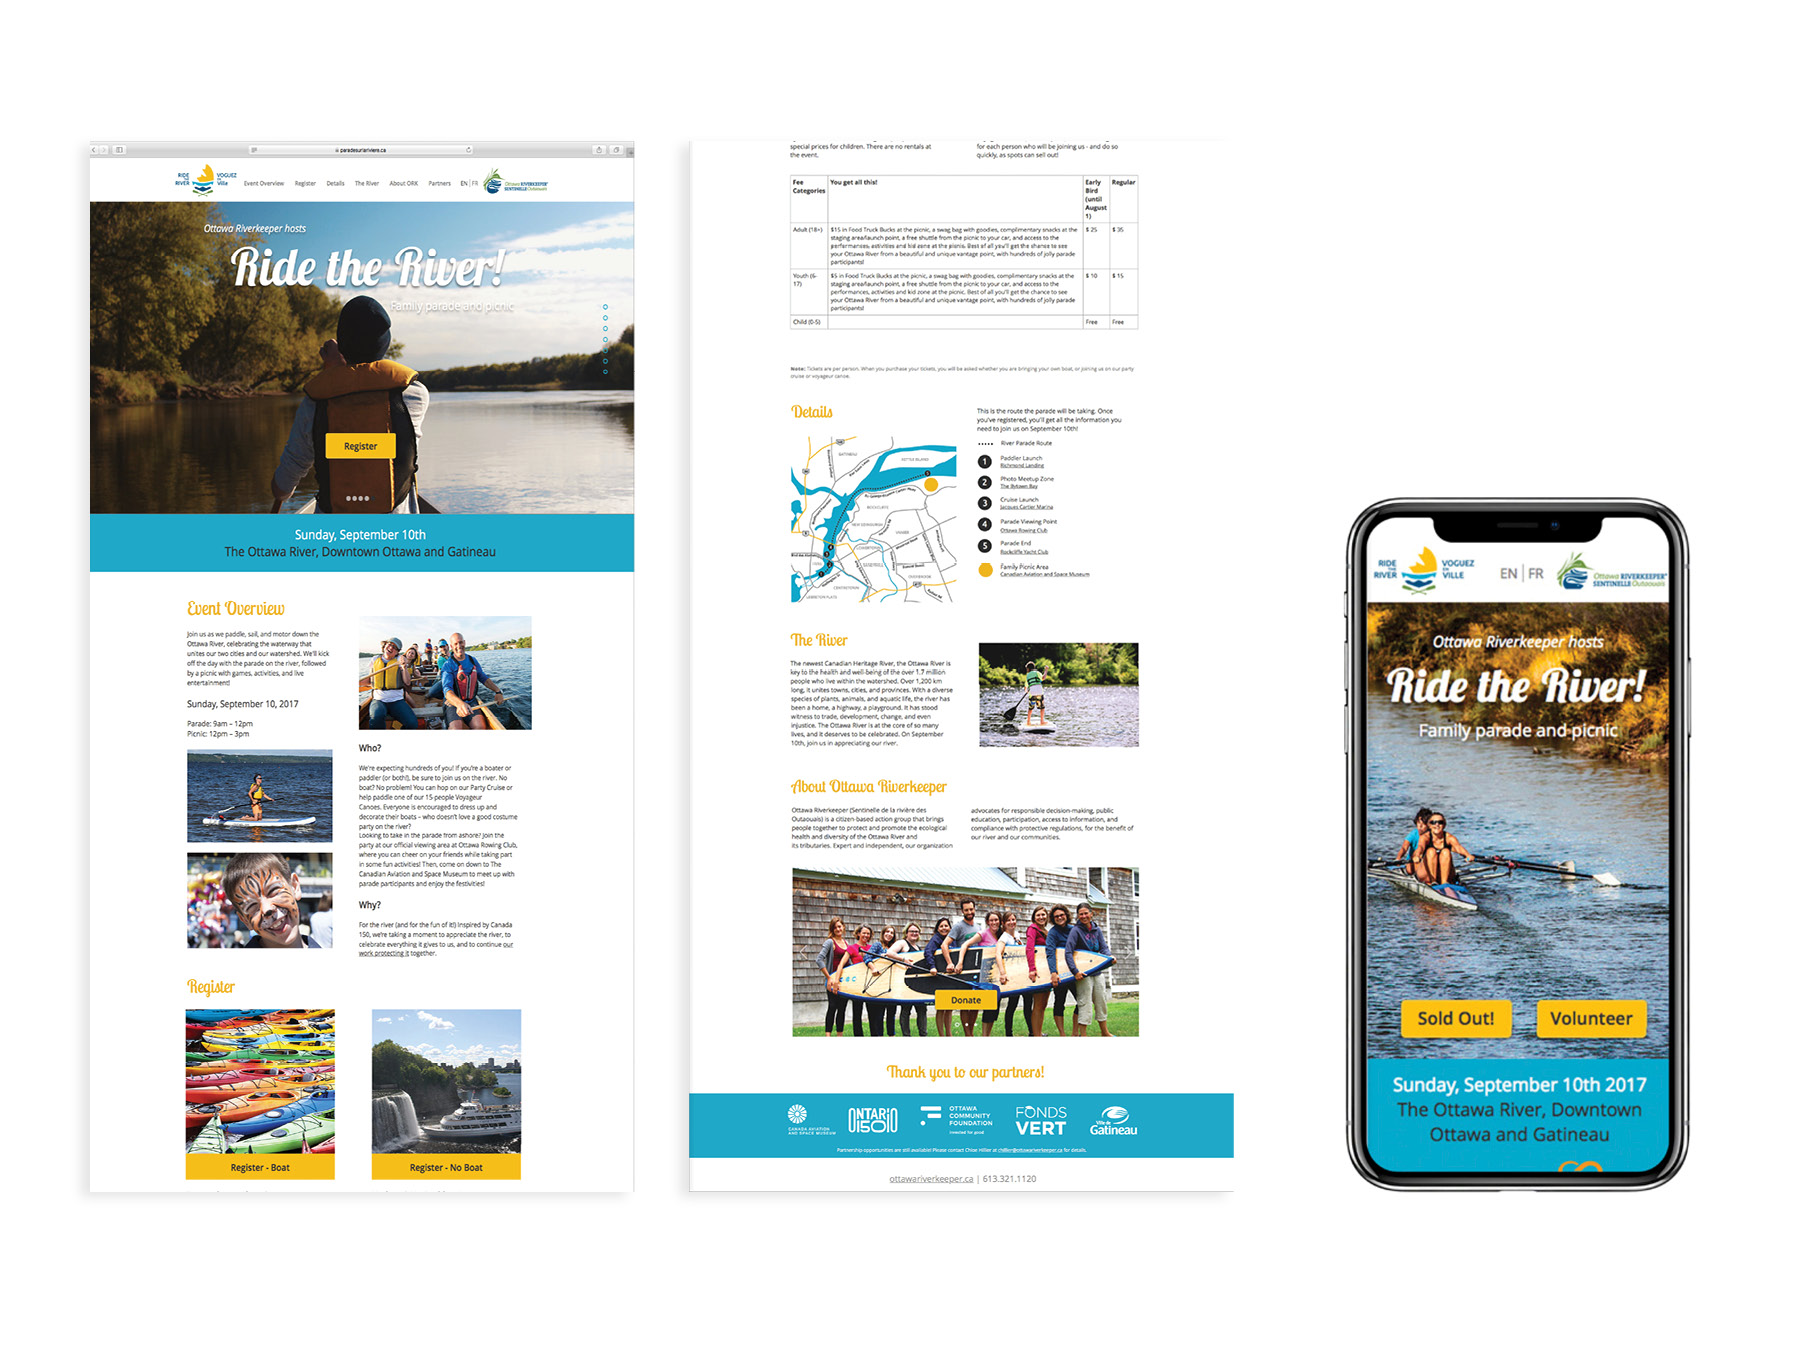 paradesurlariviere.ca
RIDE THE RIVER
VOGUEZ EN Ville
Event Overview Register Details The River About ORK Partners EN | FR
Ottawa RIVERKEEPER®
SENTINELLE Outaouais
Ottawa Riverkeeper hosts
Ride the River!
Family parade and picnic
Register
Sunday, September 10th
The Ottawa River, Downtown Ottawa and Gatineau
Event Overview
Join us as we paddle, sail, and motor down the
Ottawa River, celebrating the waterway that
unites our two cities and our watershed. We'll kick
off the day with the parade on the river, followed
by a picnic with games, activities, and live
entertainment!
Sunday, September 10, 2017
Parade: 9am – 12pm
Picnic: 12pm – 3pm
Who?
We're expecting hundreds of you! If you're a boater or
paddler (or both!), be sure to join us on the river. No
boat? No problem! You can hop on our Party Cruise or
help paddle one of our 15-people Voyageur
Canoes. Everyone is encouraged to dress up and
decorate their boats – who doesn't love a good costume
party on the river?
Looking to take in the parade from ashore? Join the
party at our official viewing area at Ottawa Rowing Club,
where you can cheer on your friends while taking part
in some fun activities! Then, come on down to The
Canadian Aviation and Space Museum to meet up with
parade participants and enjoy the festivities!
Why?
For the river (and for the fun of it!) Inspired by Canada
150, we're taking a moment to appreciate the river, to
celebrate everything it gives to us, and to continue our
work protecting it together.
Register
Register - Boat
Register - No Boat
special prices for children. There are no rentals at
the event.
for each person who will be joining us - and do so
quickly, as spots can sell out!
Fee Categories
You get all this!
Early Bird (until August 1)
Regular
Adult (18+)
$15 in Food Truck Bucks at the picnic, a swag bag with goodies, complimentary snacks at the
staging area/launch point, a free shuttle from the picnic to your car, and access to the
performances, activities and kid zone at the picnic. Best of all you'll get the chance to see
your Ottawa River from a beautiful and unique vantage point, with hundreds of jolly parade
participants!
$ 25
$ 35
Youth (6-17)
$5 in Food Truck Bucks at the picnic, a swag bag with goodies, complimentary snacks at the
staging area/launch point, a free shuttle from the picnic to your car, and access to the
performances, activities and kid zone at the picnic. Best of all you'll get the chance to see
your Ottawa River from a beautiful and unique vantage point, with hundreds of jolly parade
participants!
$ 10
$ 15
Child (0-5)
Free
Free
Note: Tickets are per person. When you purchase your tickets, you will be asked whether you are bringing your own boat, or joining us on our party
cruise or voyageur canoe.
Details
This is the route the parade will be taking. Once
you've registered, you'll get all the information you
need to join us on September 10th!
River Parade Route
1 Paddler Launch
Richmond Landing
2 Photo Meetup Zone
The Bytown Bay
3 Cruise Launch
Jacques Cartier Marina
4 Parade Viewing Point
Ottawa Rowing Club
5 Parade End
Rockcliffe Yacht Club
Family Picnic Area
Canadian Aviation and Space Museum
The River
The newest Canadian Heritage River, the Ottawa River is
key to the health and well-being of the over 1.7 million
people who live within the watershed. Over 1,200 km
long, it unites towns, cities, and provinces. With a diverse
species of plants, animals, and aquatic life, the river has
been a home, a highway, a playground. It has stood
witness to trade, development, change, and even
injustice. The Ottawa River is at the core of so many
lives, and it deserves to be celebrated. On September
10th, join us in appreciating our river.
About Ottawa Riverkeeper
Ottawa Riverkeeper (Sentinelle de la rivière des
Outaouais) is a citizen-based action group that brings
people together to protect and promote the ecological
health and diversity of the Ottawa River and
its tributaries. Expert and independent, our organization
advocates for responsible decision-making, public
education, participation, access to information, and
compliance with protective regulations, for the benefit of
our river and our communities.
Donate
Thank you to our partners!
CANADA AVIATION
AND SPACE MUSEUM
ONTARIO
150
OTTAWA
COMMUNITY
FOUNDATION
invested for good
FONDS
VERT
Ville de
Gatineau
Partnership opportunities are still available! Please contact Chloe Hillier at chillier@ottawariverkeeper.ca for details.
ottawariverkeeper.ca | 613.321.1120
RIDE THE RIVER
VOGUEZ EN VILLE
EN | FR
Ottawa RIVERKEEPER®
SENTINELLE Outaouais
Ottawa Riverkeeper hosts
Ride the River!
Family parade and picnic
Sold Out!
Volunteer
Sunday, September 10th 2017
The Ottawa River, Downtown
Ottawa and Gatineau